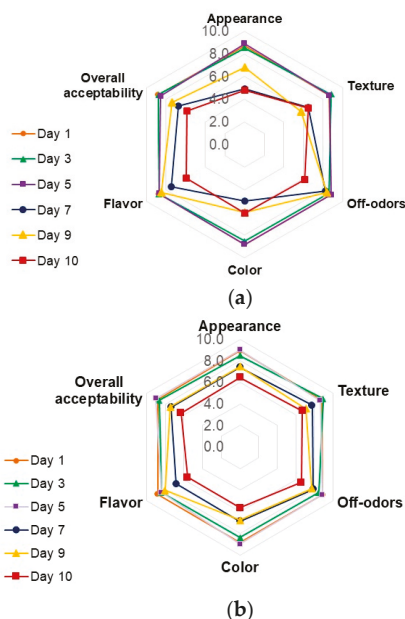 Appearance
10.0
8.0
6.0
4.0
2.0
0.0
Texture
Off-odors
Color
Flavor
Overall
acceptability
Day 1
Day 3
Day 5
Day 7
Day 9
Day 10
(a)
Appearance
10.0
8.0
6.0
4.0
2.0
0.0
Texture
Off-odors
Color
Flavor
Overall
acceptability
Day 1
Day 3
Day 5
Day 7
Day 9
Day 10
(b)